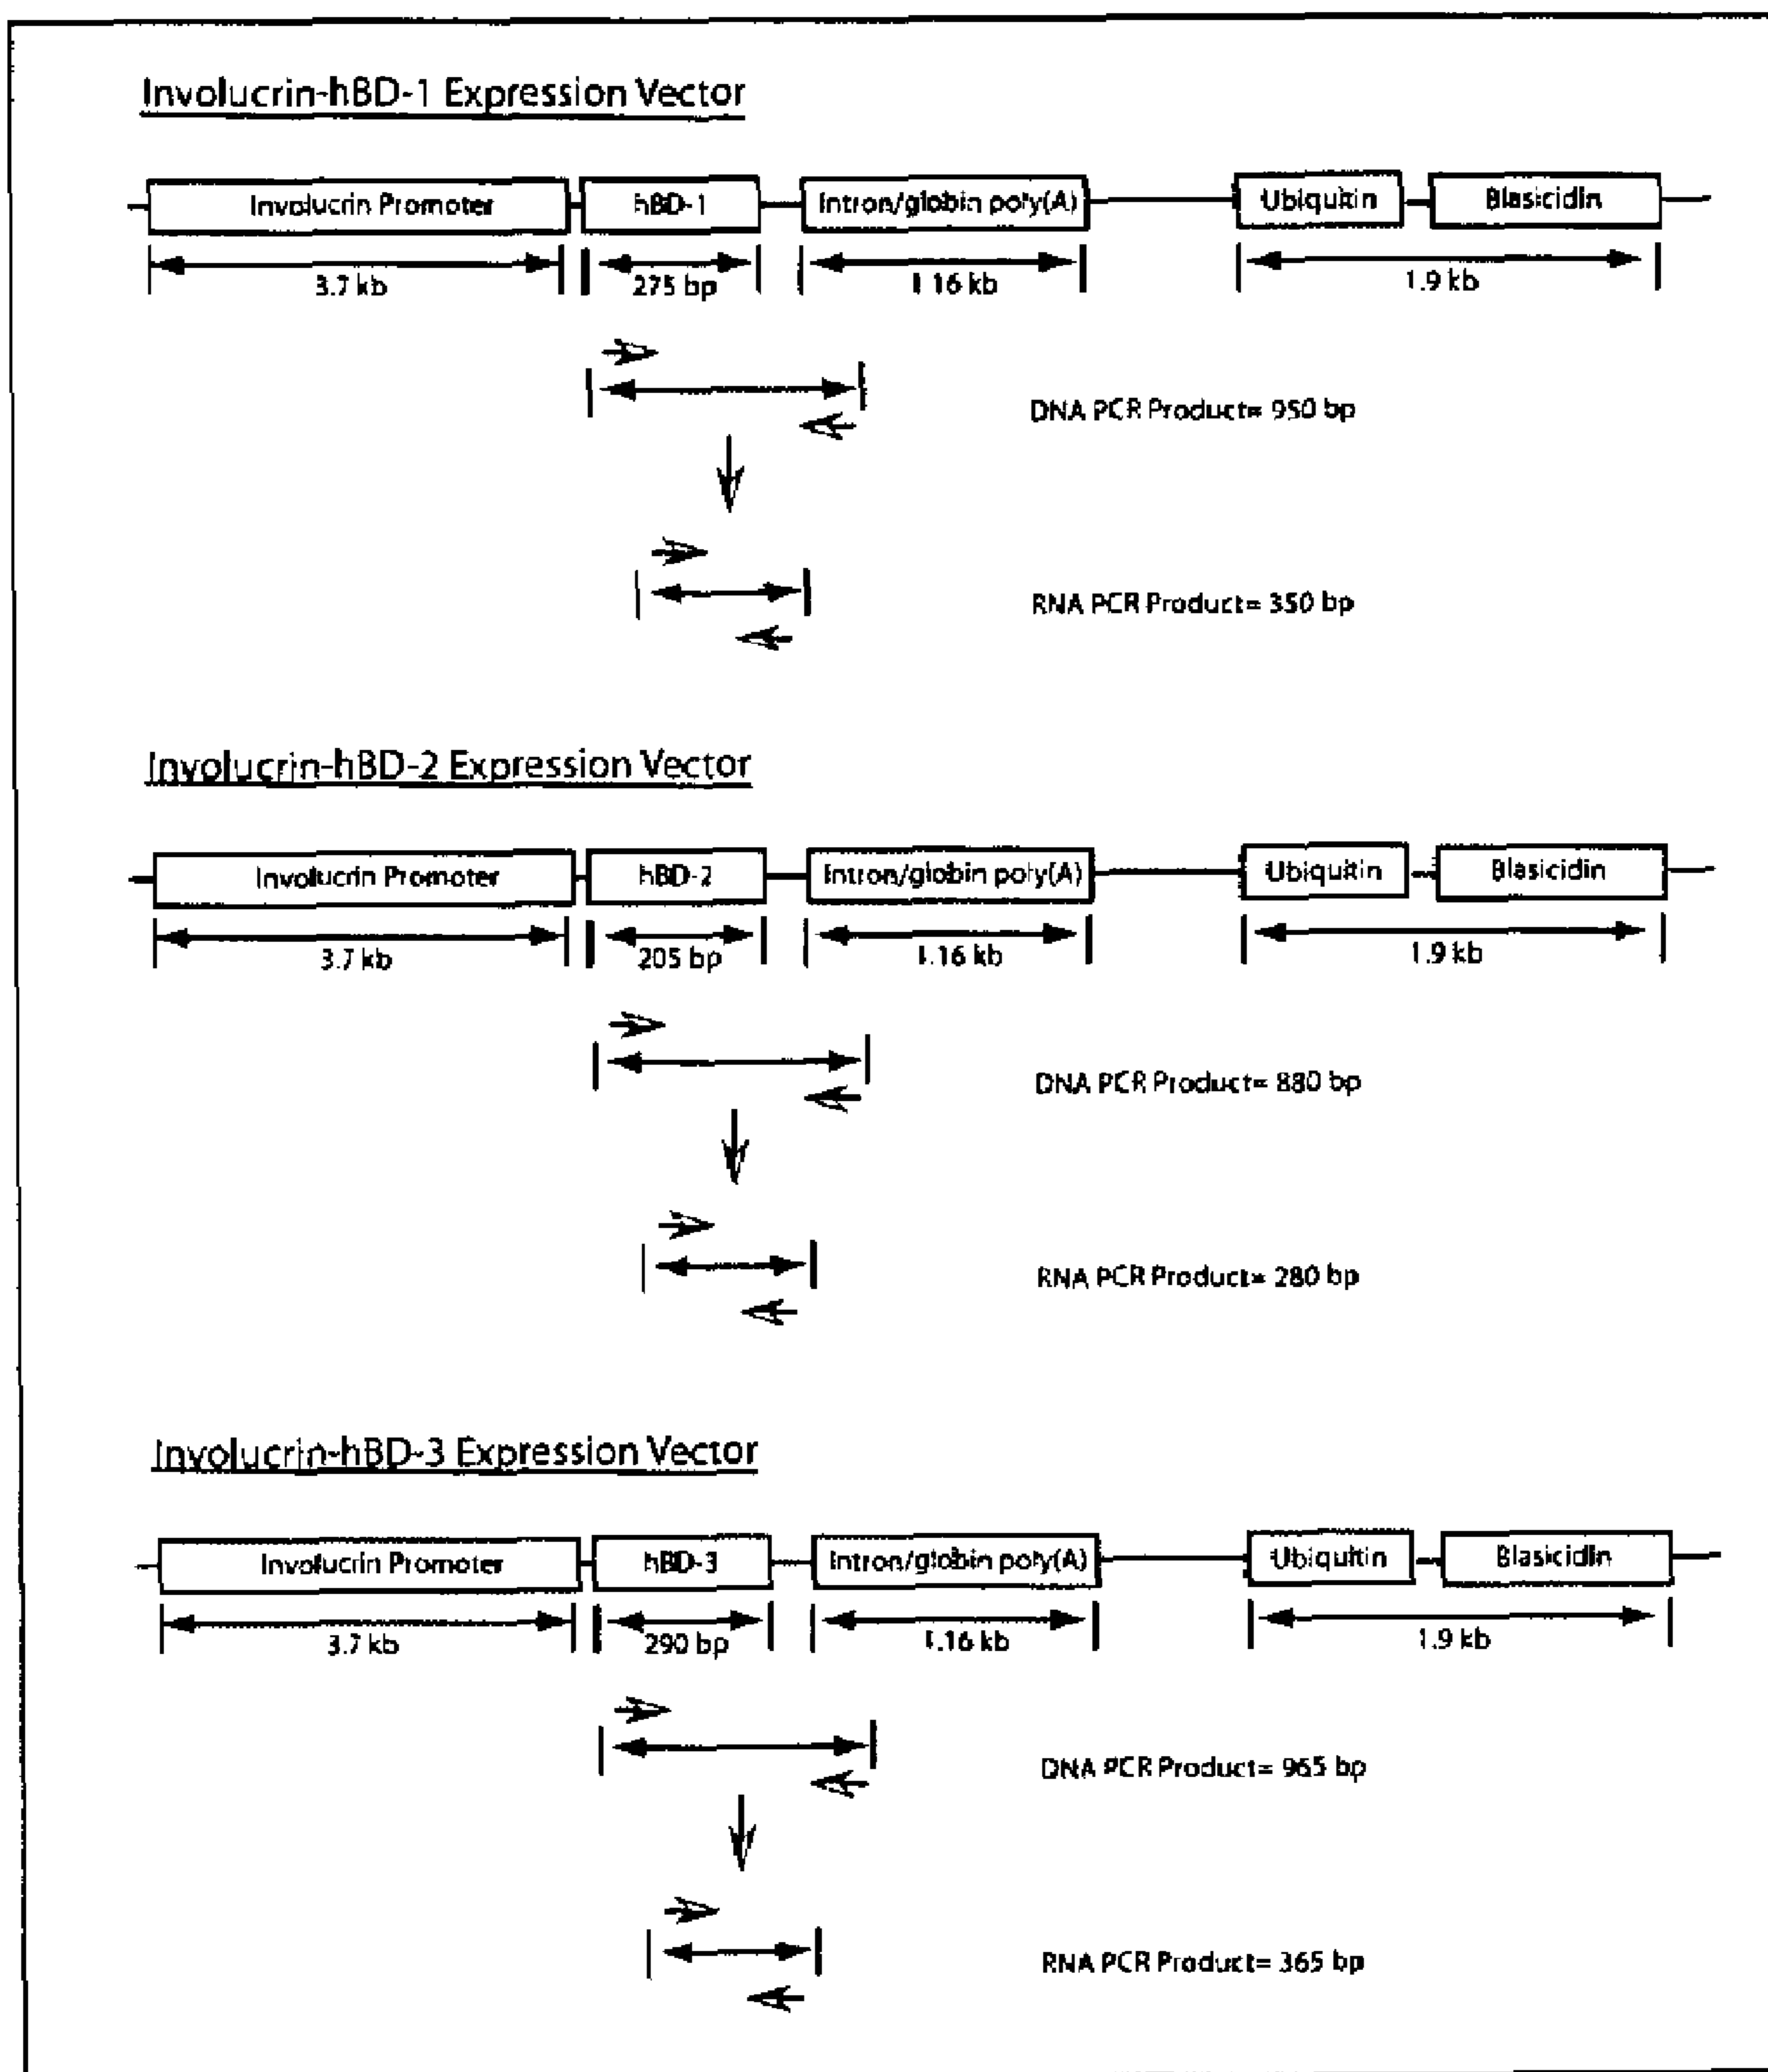 Involucrin-hBD-1 Expression Vector
Involucrin Promoter hBD-1 Intron/globin poly(A) Ubiquitin Blasicidin
3.7 kb 275 bp 1.16 kb 1.9 kb
DNA PCR Product= 950 bp
RNA PCR Product= 350 bp
Involucrin-hBD-2 Expression Vector
Involucrin Promoter hBD-2 Intron/globin poly(A) Ubiquitin Blasicidin
3.7 kb 205 bp 1.16 kb 1.9 kb
DNA PCR Product= 880 bp
RNA PCR Product= 280 bp
Involucrin-hBD-3 Expression Vector
Involucrin Promoter hBD-3 Intron/globin poly(A) Ubiquitin Blasicidin
3.7 kb 290 bp 1.16 kb 1.9 kb
DNA PCR Product= 965 bp
RNA PCR Product= 365 bp